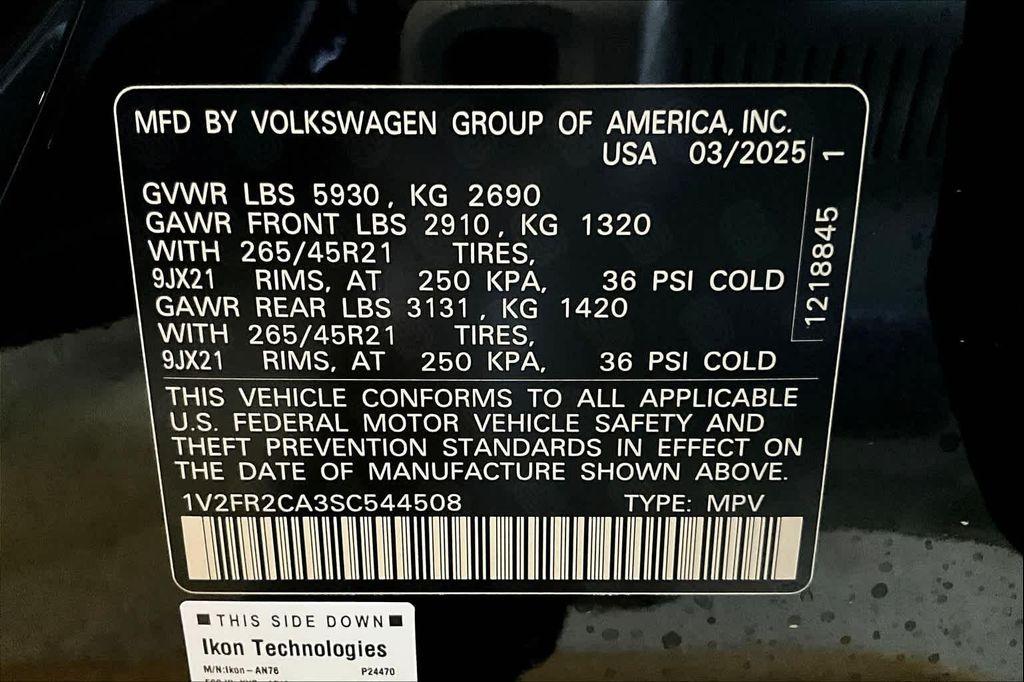 MFD BY VOLKSWAGEN GROUP OF AMERICA, INC.
USA 03/2025
GVWR LBS 5930, KG 2690
GAWR FRONT LBS 2910, KG 1320
WITH 265/45R21 TIRES,
9JX21 RIMS, AT 250 KPA, 36 PSI COLD
GAWR REAR LBS 3131, KG 1420
WITH 265/45R21 TIRES,
9JX21 RIMS, AT 250 KPA, 36 PSI COLD
1218845 1
THIS VEHICLE CONFORMS TO ALL APPLICABLE
U.S. FEDERAL MOTOR VEHICLE SAFETY AND
THEFT PREVENTION STANDARDS IN EFFECT ON
THE DATE OF MANUFACTURE SHOWN ABOVE.
1V2FR2CA3SC544508 TYPE: MPV
■ THIS SIDE DOWN ■
Ikon Technologies
M/N:Ikon-AN76 P24470